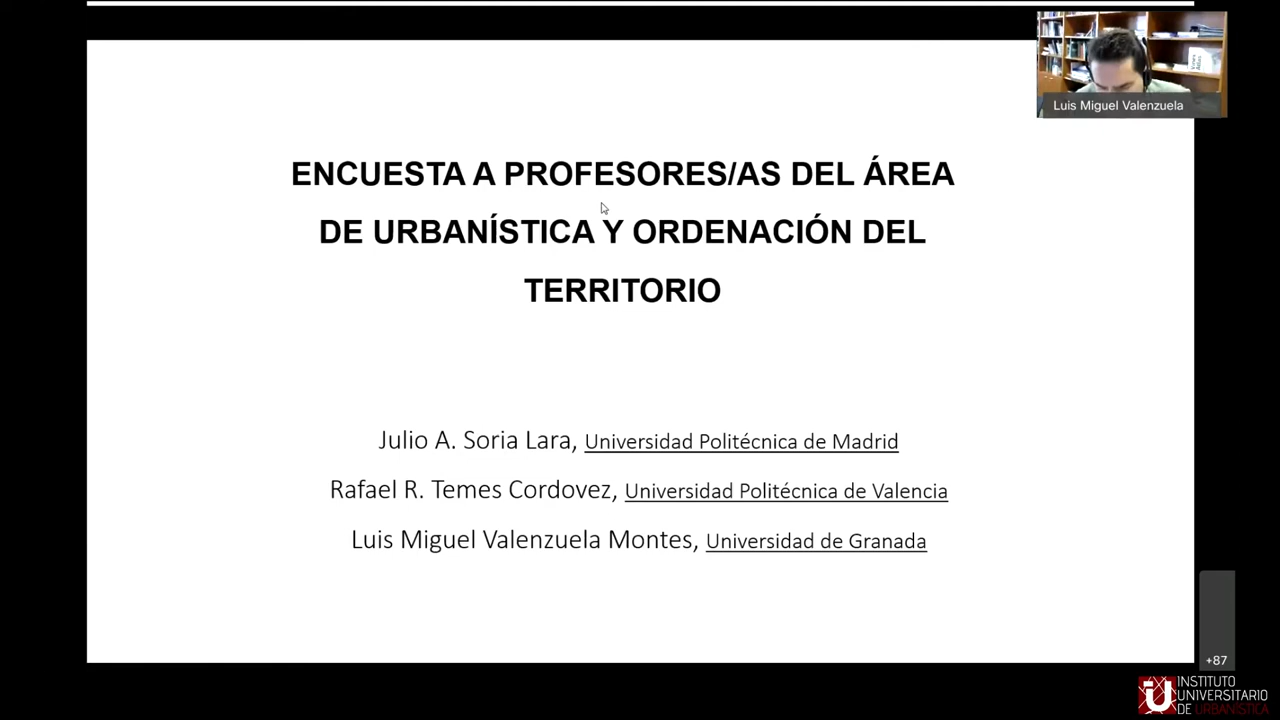 Luis Miguel Valenzuela
ENCUESTA A PROFESORES/AS DEL ÁREA
DE URBANÍSTICA Y ORDENACIÓN DEL
TERRITORIO
Julio A. Soria Lara, Universidad Politécnica de Madrid
Rafael R. Temes Cordovez, Universidad Politécnica de Valencia
Luis Miguel Valenzuela Montes, Universidad de Granada
+87
INSTITUTO
UNIVERSITARIO
DE URBANÍSTICA